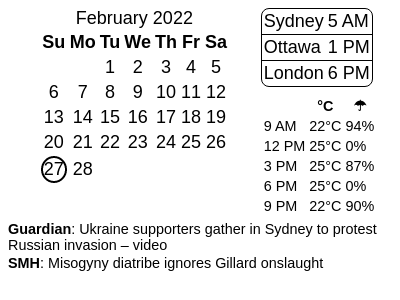 February 2022
Su Mo Tu We Th Fr Sa
1 2 3 4 5
6 7 8 9 10 11 12
13 14 15 16 17 18 19
20 21 22 23 24 25 26
27 28
Sydney 5 AM
Ottawa 1 PM
London 6 PM
°C ☂
9 AM 22°C 94%
12 PM 25°C 0%
3 PM 25°C 87%
6 PM 25°C 0%
9 PM 22°C 90%
Guardian: Ukraine supporters gather in Sydney to protest
Russian invasion – video
SMH: Misogyny diatribe ignores Gillard onslaught